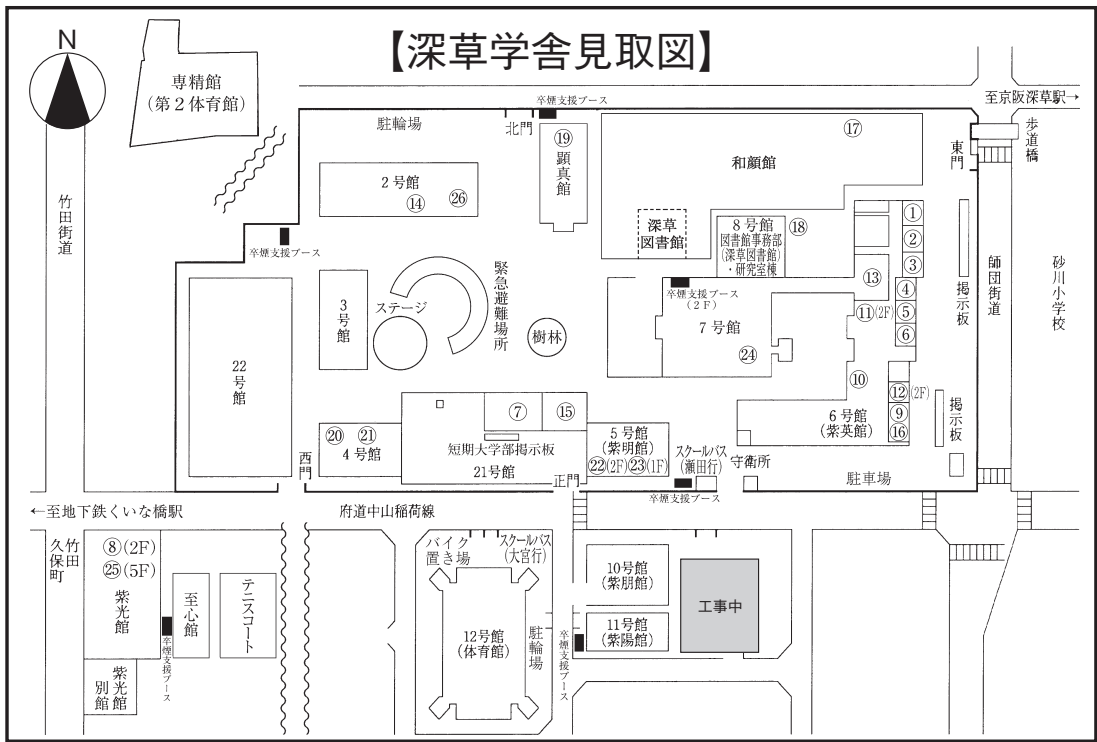 【深草学舎見取図】
N
専精館
(第2体育館)
卒煙支援ブース
至京阪深草駅→
駐輪場
北門
⑲
顕真館
⑰
和顔館
東門
歩道橋
2号館
⑭
㉖
竹田街道
卒煙支援ブース
深草
図書館
8号館
図書館事務部
(深草図書館)
・研究室棟
⑱
①
②
③
④
⑤
⑥
⑬
⑪(2F)
掲示板
師団街道
砂川小学校
3号館
ステージ
緊急避難場所
樹林
卒煙支援ブース
(2F)
7号館
㉔
⑩
22号館
⑫(2F)
⑨
⑯
6号館
(紫英館)
掲示板
⑳
㉑
4号館
⑦
⑮
短期大学部掲示板
21号館
5号館
(紫明館)
㉒(2F)㉓(1F)
スクールバス
(瀬田行)
守衛所
駐車場
西門
正門
卒煙支援ブース
←至地下鉄くいな橋駅
府道中山稲荷線
竹田
久保町
⑧(2F)
㉕(5F)
紫光館
卒煙支援ブース
至心館
テニスコート
紫光館
別館
バイク
置き場
スクールバス
(大宮行)
12号館
(体育館)
駐輪場
卒煙支援ブース
10号館
(紫朋館)
11号館
(紫陽館)
工事中